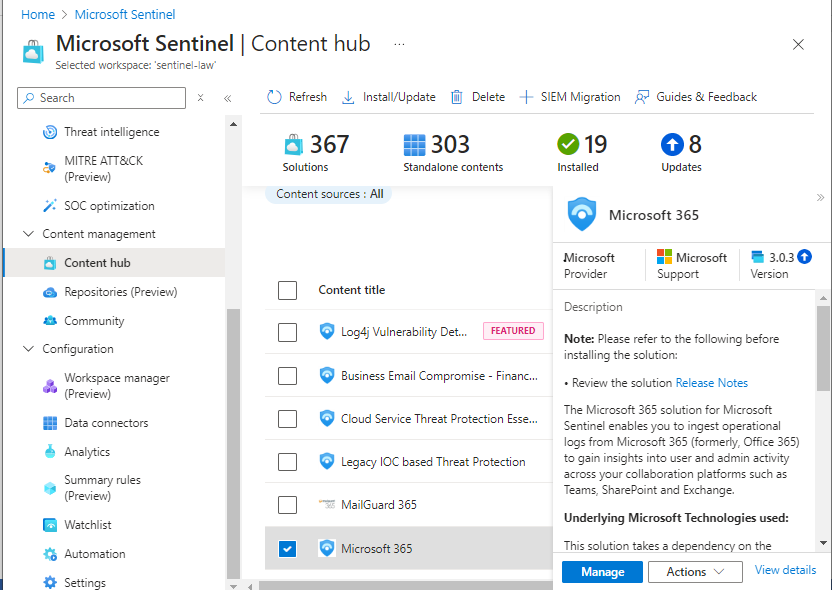 Home > Microsoft Sentinel
Microsoft Sentinel | Content hub ...
Selected workspace: 'sentinel-law'
Search
Refresh
Install/Update
Delete
SIEM Migration
Guides & Feedback
Threat intelligence
MITRE ATT&CK
(Preview)
SOC optimization
Content management
Content hub
Repositories (Preview)
Community
Configuration
Workspace manager
(Preview)
Data connectors
Analytics
Summary rules
(Preview)
Watchlist
Automation
Settings
367
Solutions
303
Standalone contents
19
Installed
8
Updates
Content sources : All
Content title
Log4j Vulnerability Det... FEATURED
Business Email Compromise - Financ...
Cloud Service Threat Protection Esse...
Legacy IOC based Threat Protection
MailGuard 365
Microsoft 365
Microsoft 365
Microsoft
Provider
Microsoft
Support
3.0.3
Version
Description
Note: Please refer to the following before
installing the solution:
• Review the solution Release Notes
The Microsoft 365 solution for Microsoft
Sentinel enables you to ingest operational
logs from Microsoft 365 (formerly, Office 365)
to gain insights into user and admin activity
across your collaboration platforms such as
Teams, SharePoint and Exchange.
Underlying Microsoft Technologies used:
This solution takes a dependency on the
Manage
Actions
View details